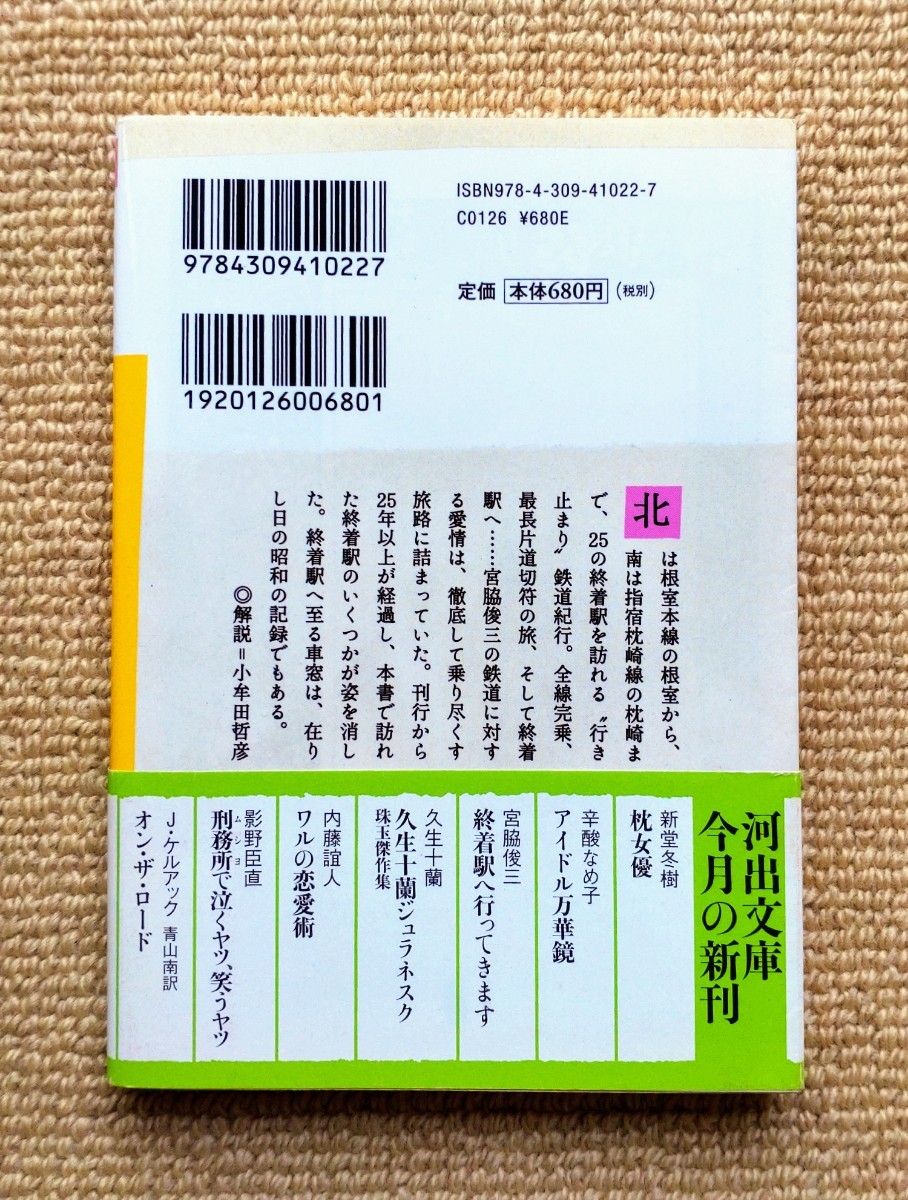 ISBN978-4-309-41022-7
C0126 ¥680E
9784309410227
定価 本体680円(税別)
1920126006801
北は根室本線の根室から、
南は指宿枕崎線の枕崎ま
で、25の終着駅を訪れる〝行き
止まり〟鉄道紀行。全線完乗、
最長片道切符の旅、そして終着
駅へ……宮脇俊三の鉄道に対す
る愛情は、徹底して乗り尽くす
旅路に詰まっていた。刊行から
25年以上が経過し、本書で訪れ
た終着駅のいくつかが姿を消し
た。終着駅へ至る車窓は、在り
し日の昭和の記録でもある。
◎解説=小牟田哲彦
河出文庫
今月の新刊
新堂冬樹
枕女優
辛酸なめ子
アイドル万華鏡
宮脇俊三
終着駅へ行ってきます
久生十蘭
久生十蘭ジュラネスク
珠玉傑作集
内藤誼人
ワルの恋愛術
影野臣直
刑務所で泣くヤツ、笑うヤツ
ムショ
J・ケルアック 青山南訳
オン・ザ・ロード